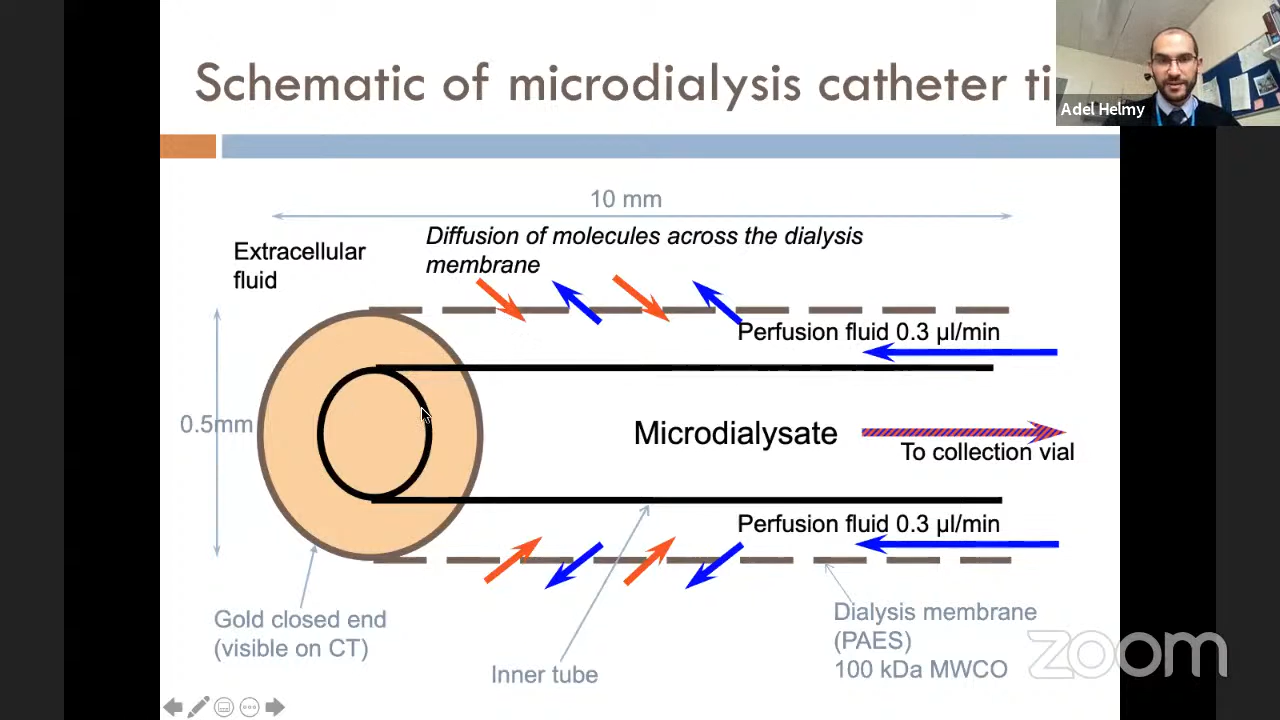 Schematic of microdialysis catheter ti
Adel Helmy
10 mm
Extracellular
fluid
Diffusion of molecules across the dialysis
membrane
Perfusion fluid 0.3 µl/min
0.5mm
Microdialysate
To collection vial
Perfusion fluid 0.3 µl/min
Gold closed end
(visible on CT)
Inner tube
Dialysis membrane
(PAES)
100 kDa MWCO
zoom